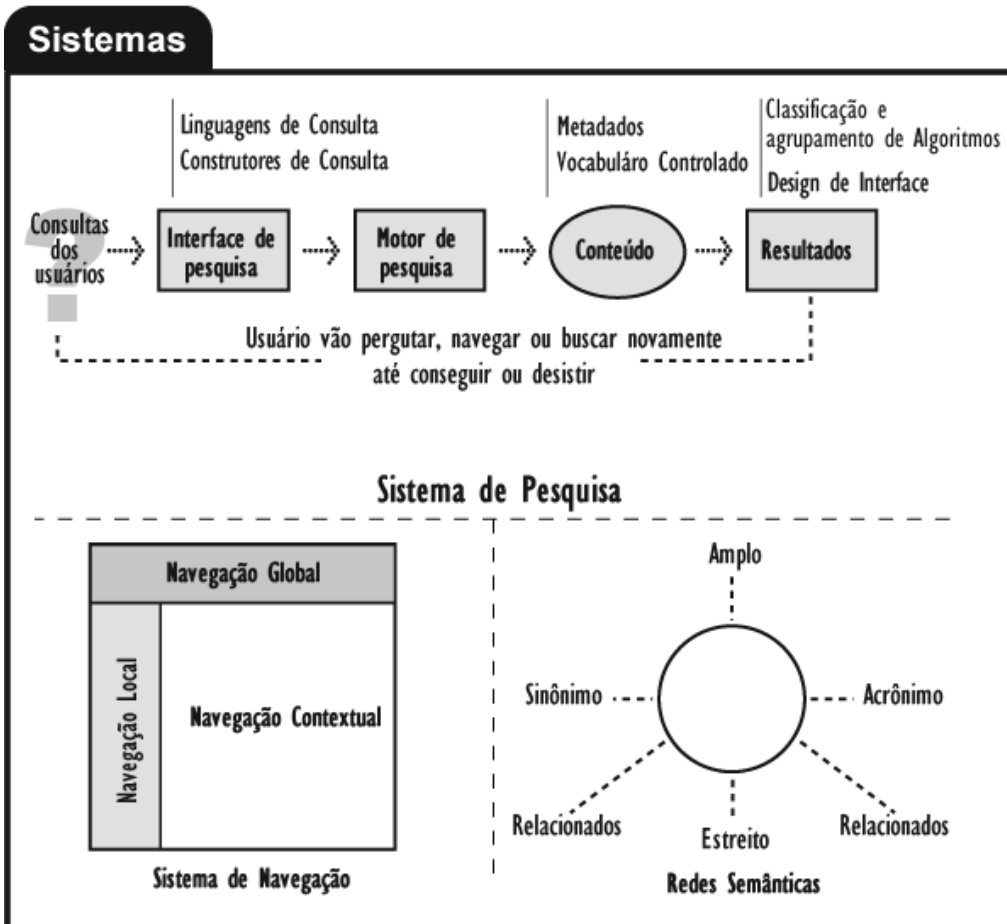 Sistemas
Linguagens de Consulta
Construtores de Consulta
Metadados
Vocabuláro Controlado
Classificação e
agrupamento de Algoritmos
Design de Interface
?
Consultas
dos
usuários
Interface de
pesquisa
Motor de
pesquisa
Conteúdo
Resultados
Usuário vão pergutar, navegar ou buscar novamente
até conseguir ou desistir
Sistema de Pesquisa
Navegação Global
Navegação Local
Navegação Contextual
Sistema de Navegação
Amplo
Sinônimo
Acrônimo
Relacionados
Estreito
Relacionados
Redes Semânticas